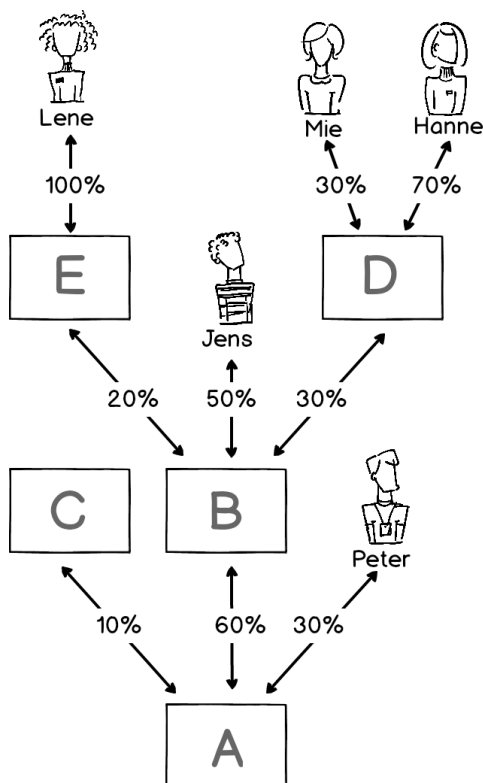 Lene
Mie
Hanne
100%
30%
70%
E
D
Jens
20%
50%
30%
C
B
Peter
10%
60%
30%
A